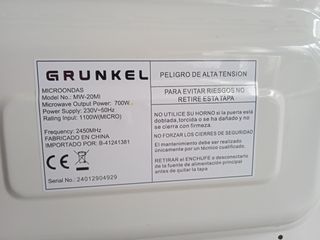 GRUNKEL
MICROONDAS
Model No.: MW-20MI
Microwave Output Power: 700W
Power Supply: 230V~50Hz
Rating Input: 1100W(MICRO)
Frequency: 2450MHz
FABRICADO EN CHINA
IMPORTADO POR: B-41241381
CE
Serial No.: 24012904929
PELIGRO DE ALTA TENSION
PARA EVITAR RIESGOS NO
RETIRE ESTA TAPA
NO UTILICE SU HORNO si la puerta está
doblada, torcida o se ha dañado y no
se cierra con firmeza.
NO FORZAR LOS CIERRES DE SEGURIDAD
El mantenimiento debe ser realizado
únicamente por un técnico cualificado.
RETIRAR el ENCHUFE o desconectarlo
de la fuente de alimentación principal
antes de quitar la tapa